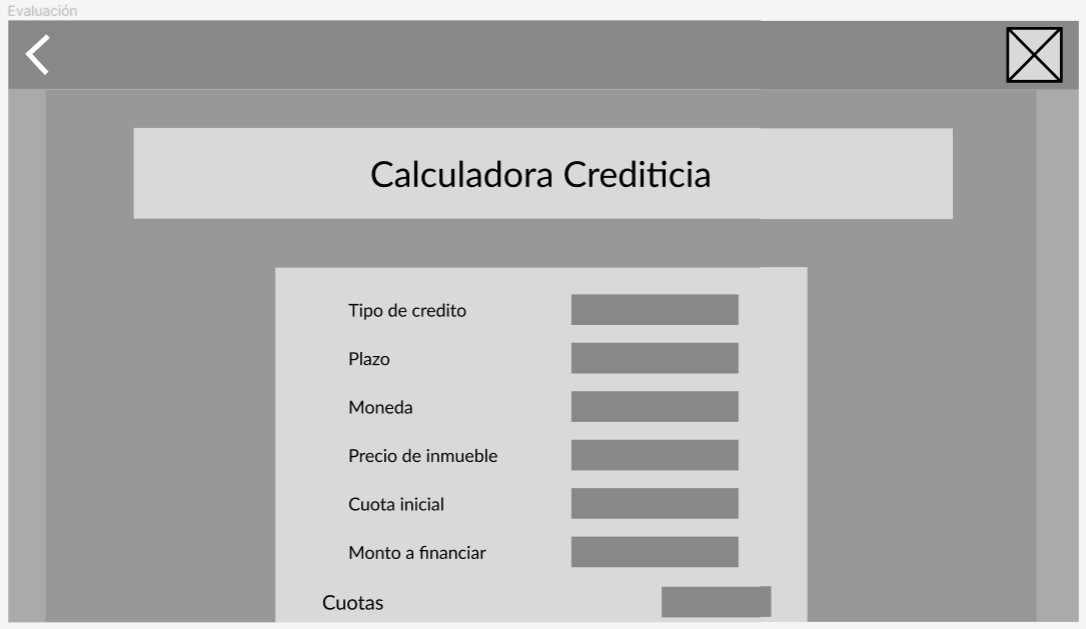 Evaluación
Calculadora Crediticia
Tipo de credito
Plazo
Moneda
Precio de inmueble
Cuota inicial
Monto a financiar
Cuotas